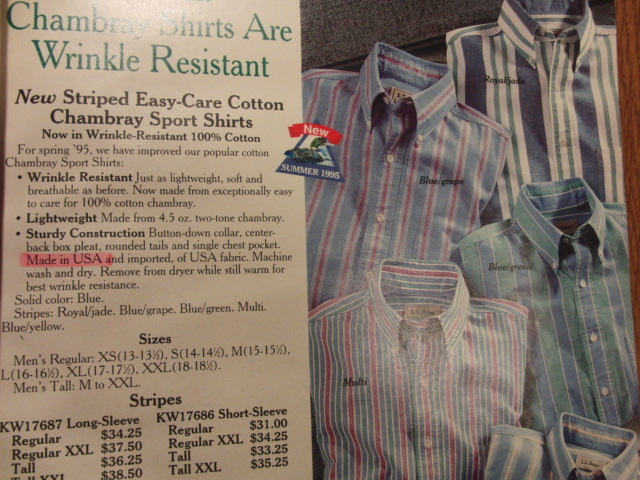 Chambray Shirts Are
Wrinkle Resistant
New Striped Easy-Care Cotton
Chambray Sport Shirts
Now in Wrinkle-Resistant 100% Cotton
For spring '95, we have improved our popular cotton
Chambray Sport Shirts:
• Wrinkle Resistant Just as lightweight, soft and
breathable as before. Now made from exceptionally easy
to care for 100% cotton chambray.
• Lightweight Made from 4.5 oz. two-tone chambray.
• Sturdy Construction Button-down collar, center-
back box pleat, rounded tails and single chest pocket.
Made in USA and imported, of USA fabric. Machine
wash and dry. Remove from dryer while still warm for
best wrinkle resistance.
Solid color: Blue.
Stripes: Royal/jade. Blue/grape. Blue/green. Multi.
Blue/yellow.
Sizes
Men's Regular: XS(13-13½), S(14-14½), M(15-15½),
L(16-16½), XL(17-17½), XXL(18-18½).
Men's Tall: M to XXL.
Stripes
KW17687 Long-Sleeve
Regular $34.25
Regular XXL $37.50
Tall $36.25
Tall XXL $38.50
KW17686 Short-Sleeve
Regular $31.00
Regular XXL $34.25
Tall $33.25
Tall XXL $35.25
New
SUMMER 1995
Royal/jade
Blue/grape
Blue/green
Multi
L.L.Bean